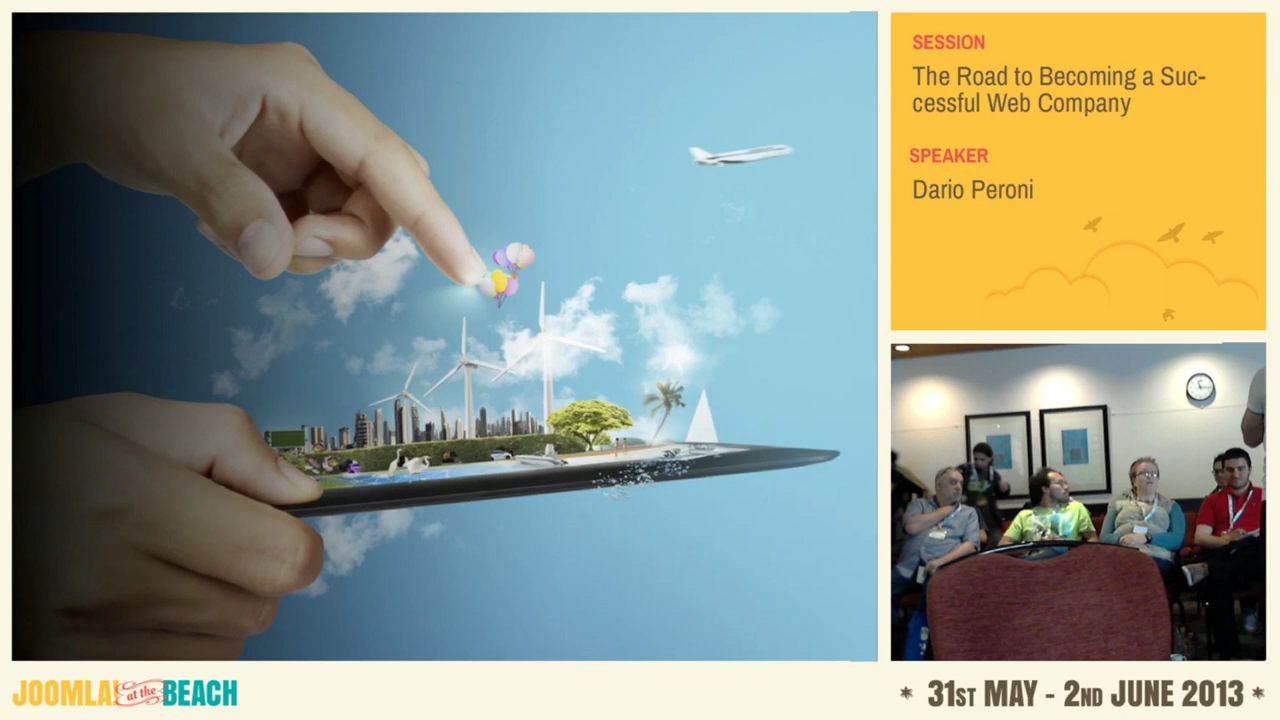 SESSION
The Road to Becoming a Suc-
cessful Web Company
SPEAKER
Dario Peroni
JOOMLA! at the BEACH
* 31ST MAY - 2ND JUNE 2013 *